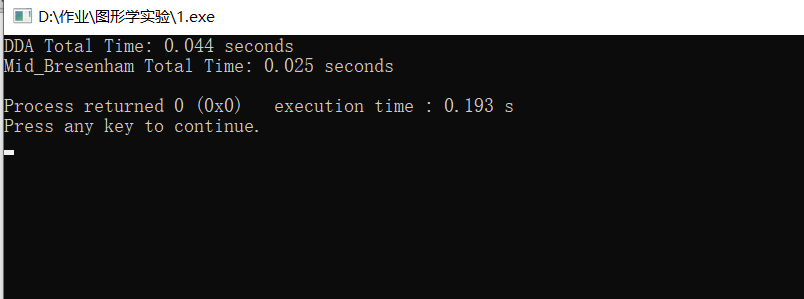 D:\作业\图形学实验\1.exe
DDA Total Time: 0.044 seconds
Mid_Bresenham Total Time: 0.025 seconds
Process returned 0 (0x0)   execution time : 0.193 s
Press any key to continue.